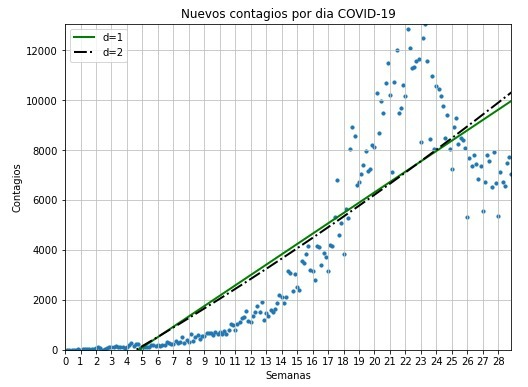 Nuevos contagios por dia COVID-19
d=1
d=2
12000
10000
8000
6000
4000
2000
0
Contagios
0 1 2 3 4 5 6 7 8 9 10 11 12 13 14 15 16 17 18 19 20 21 22 23 24 25 26 27 28
Semanas